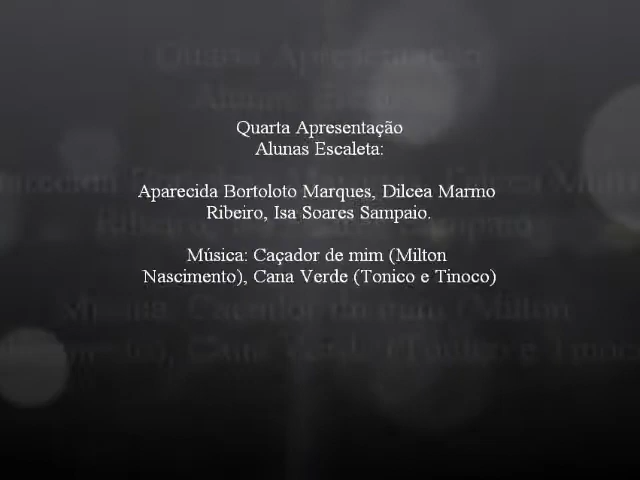 Quarta Apresentação
Alunas Escaleta:
Aparecida Bortoloto Marques, Dilcea Marmo
Ribeiro, Isa Soares Sampaio.
Música: Caçador de mim (Milton
Nascimento), Cana Verde (Tonico e Tinoco)